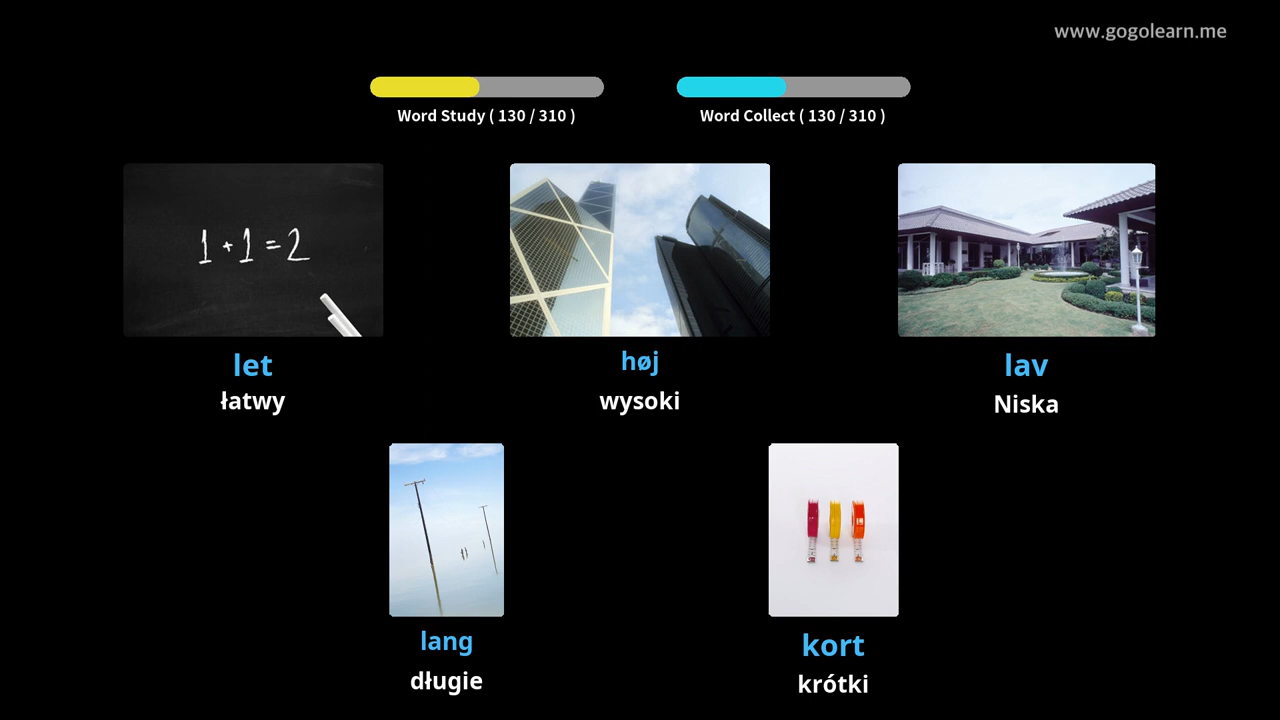 www.gogolearn.me
Word Study ( 130 / 310 )
Word Collect ( 130 / 310 )
1 + 1 = 2
let
łatwy
høj
wysoki
lav
Niska
lang
długie
kort
krótki